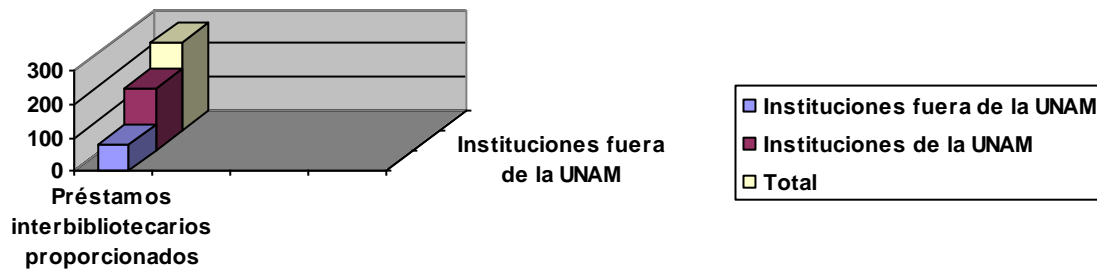 300
200
100
0
Préstamos
interbibliotecarios
proporcionados
Instituciones fuera
de la UNAM
Instituciones fuera de la UNAM
Instituciones de la UNAM
Total